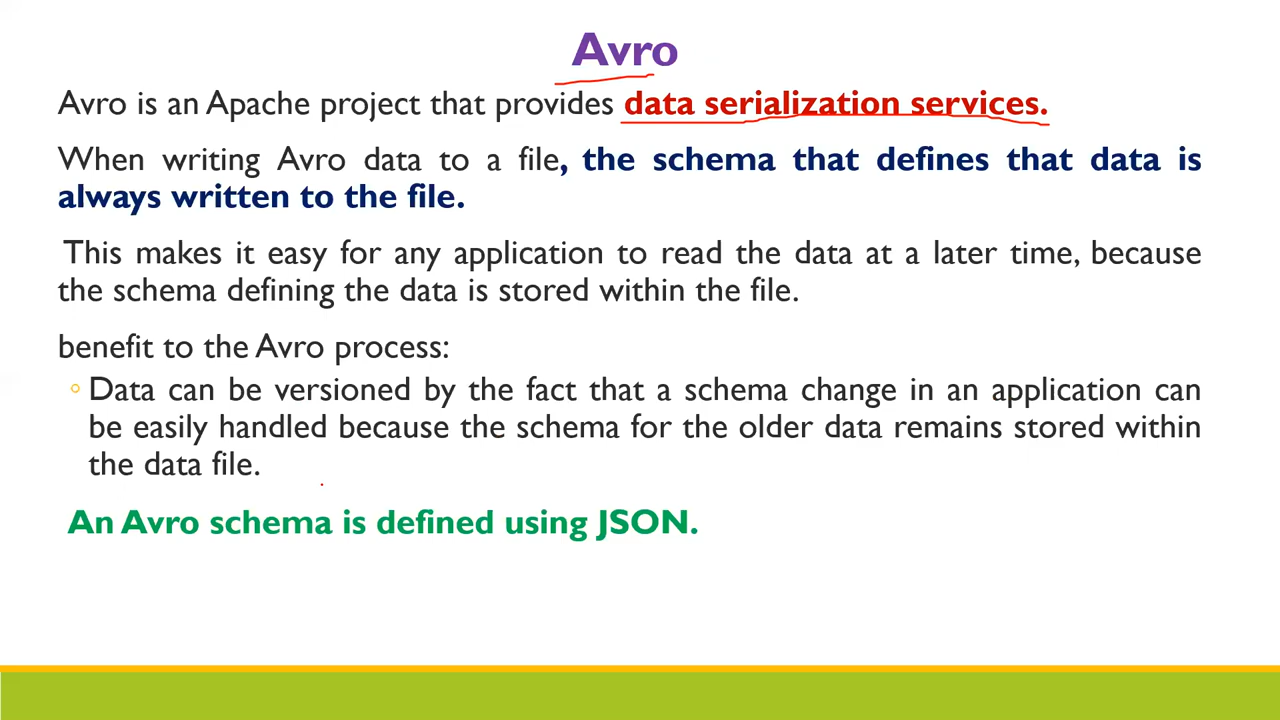 Avro
Avro is an Apache project that provides data serialization services.
When writing Avro data to a file, the schema that defines that data is
always written to the file.
This makes it easy for any application to read the data at a later time, because
the schema defining the data is stored within the file.
benefit to the Avro process:
◦ Data can be versioned by the fact that a schema change in an application can
be easily handled because the schema for the older data remains stored within
the data file.
An Avro schema is defined using JSON.